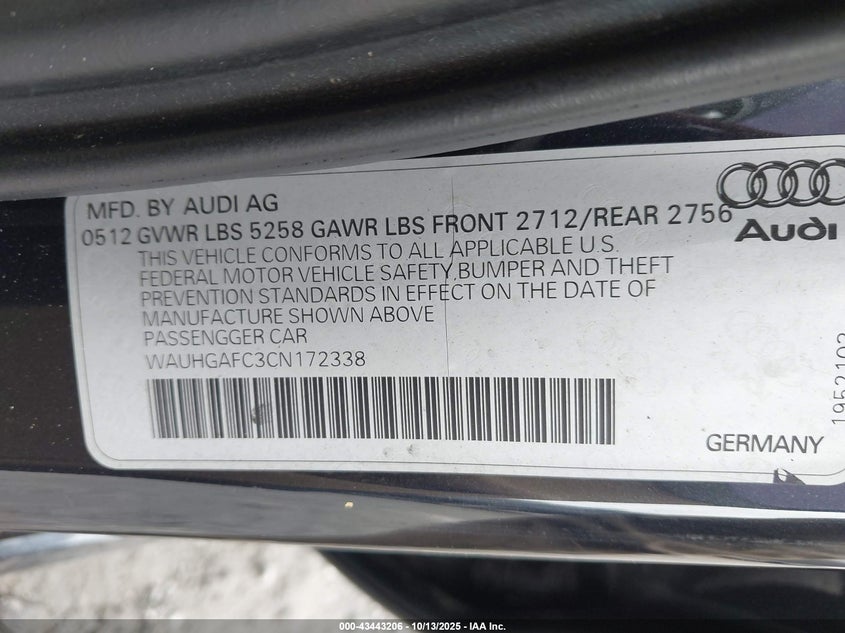 MFD. BY AUDI AG
0512 GVWR LBS 5258 GAWR LBS FRONT 2712/REAR 2756
Audi
THIS VEHICLE CONFORMS TO ALL APPLICABLE U.S.
FEDERAL MOTOR VEHICLE SAFETY, BUMPER AND THEFT
PREVENTION STANDARDS IN EFFECT ON THE DATE OF
MANUFACTURE SHOWN ABOVE
PASSENGGER CAR
WAUHGAFC3CN172338
1952102
GERMANY
000-43443206 - 10/13/2025 - IAA Inc.